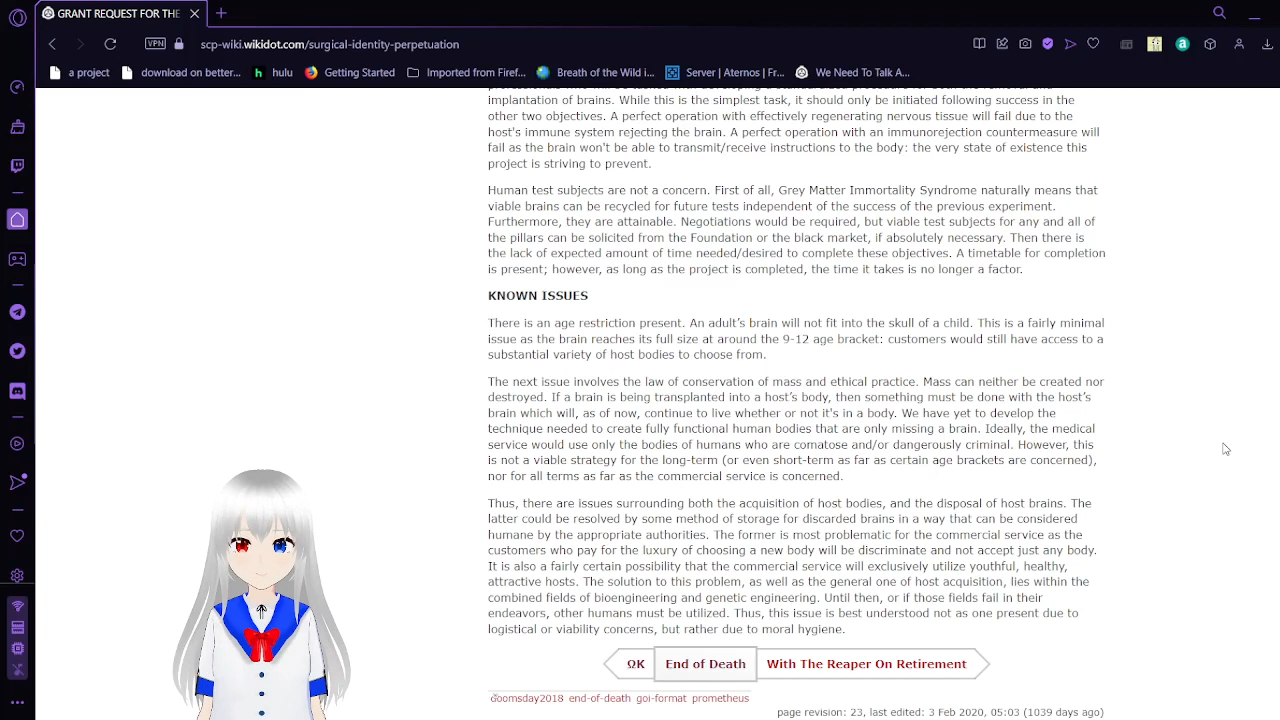 GRANT REQUEST FOR THE
VPN
scp-wiki.wikidot.com/surgical-identity-perpetuation
a project
download on better...
hulu
Getting Started
Imported from Firef...
Breath of the Wild i...
Server | Aternos | Fr...
We Need To Talk A...
professionals who will be tasked with developing a standardized procedure for both the removal and
implantation of brains. While this is the simplest task, it should only be initiated following success in the
other two objectives. A perfect operation with effectively regenerating nervous tissue will fail due to the
host's immune system rejecting the brain. A perfect operation with an immunorejection countermeasure will
fail as the brain won't be able to transmit/receive instructions to the body: the very state of existence this
project is striving to prevent.
Human test subjects are not a concern. First of all, Grey Matter Immortality Syndrome naturally means that
viable brains can be recycled for future tests independent of the success of the previous experiment.
Furthermore, they are attainable. Negotiations would be required, but viable test subjects for any and all of
the pillars can be solicited from the Foundation or the black market, if absolutely necessary. Then there is
the lack of expected amount of time needed/desired to complete these objectives. A timetable for completion
is present; however, as long as the project is completed, the time it takes is no longer a factor.
KNOWN ISSUES
There is an age restriction present. An adult's brain will not fit into the skull of a child. This is a fairly minimal
issue as the brain reaches its full size at around the 9-12 age bracket: customers would still have access to a
substantial variety of host bodies to choose from.
The next issue involves the law of conservation of mass and ethical practice. Mass can neither be created nor
destroyed. If a brain is being transplanted into a host's body, then something must be done with the host's
brain which will, as of now, continue to live whether or not it's in a body. We have yet to develop the
technique needed to create fully functional human bodies that are only missing a brain. Ideally, the medical
service would use only the bodies of humans who are comatose and/or dangerously criminal. However, this
is not a viable strategy for the long-term (or even short-term as far as certain age brackets are concerned),
nor for all terms as far as the commercial service is concerned.
Thus, there are issues surrounding both the acquisition of host bodies, and the disposal of host brains. The
latter could be resolved by some method of storage for discarded brains in a way that can be considered
humane by the appropriate authorities. The former is most problematic for the commercial service as the
customers who pay for the luxury of choosing a new body will be discriminate and not accept just any body.
It is also a fairly certain possibility that the commercial service will exclusively utilize youthful, healthy,
attractive hosts. The solution to this problem, as well as the general one of host acquisition, lies within the
combined fields of bioengineering and genetic engineering. Until then, or if those fields fail in their
endeavors, other humans must be utilized. Thus, this issue is best understood not as one present due to
logistical or viability concerns, but rather due to moral hygiene.
ΩK
End of Death
With The Reaper On Retirement
doomsday2018 end-of-death goi-format prometheus
page revision: 23, last edited: 3 Feb 2020, 05:03 (1039 days ago)